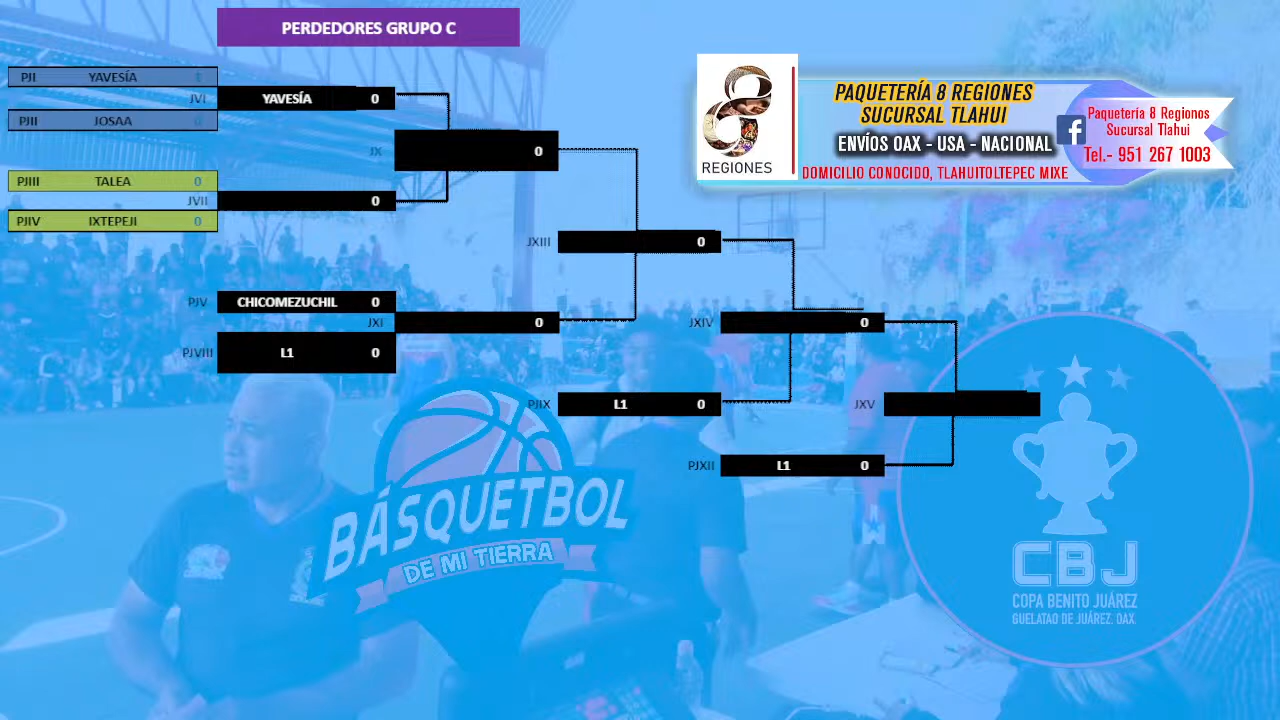 PERDEDORES GRUPO C
PJI YAVESÍA
JVI YAVESÍA 0
PJII JOSAA 0
JX 0
PJIII TALEA 0
JVII 0
PJIV IXTEPEJI 0
JXIII 0
PJV CHICOMEZUCHIL 0
JXI 0
PJVIII L1 0
JXIV 0
PJIX L1 0
JXV
PJXII L1 0
8 REGIONES
PAQUETERÍA 8 REGIONES
SUCURSAL TLAHUI
ENVÍOS OAX - USA - NACIONAL
DOMICILIO CONOCIDO, TLAHUITOLTEPEC MIXE
f
Paquetería 8 Regiones
Sucursal Tlahui
Tel.- 951 267 1003
BÁSQUETBOL
DE MI TIERRA
CBJ
COPA BENITO JUÁREZ
GUELATAO DE JUÁREZ, OAX.